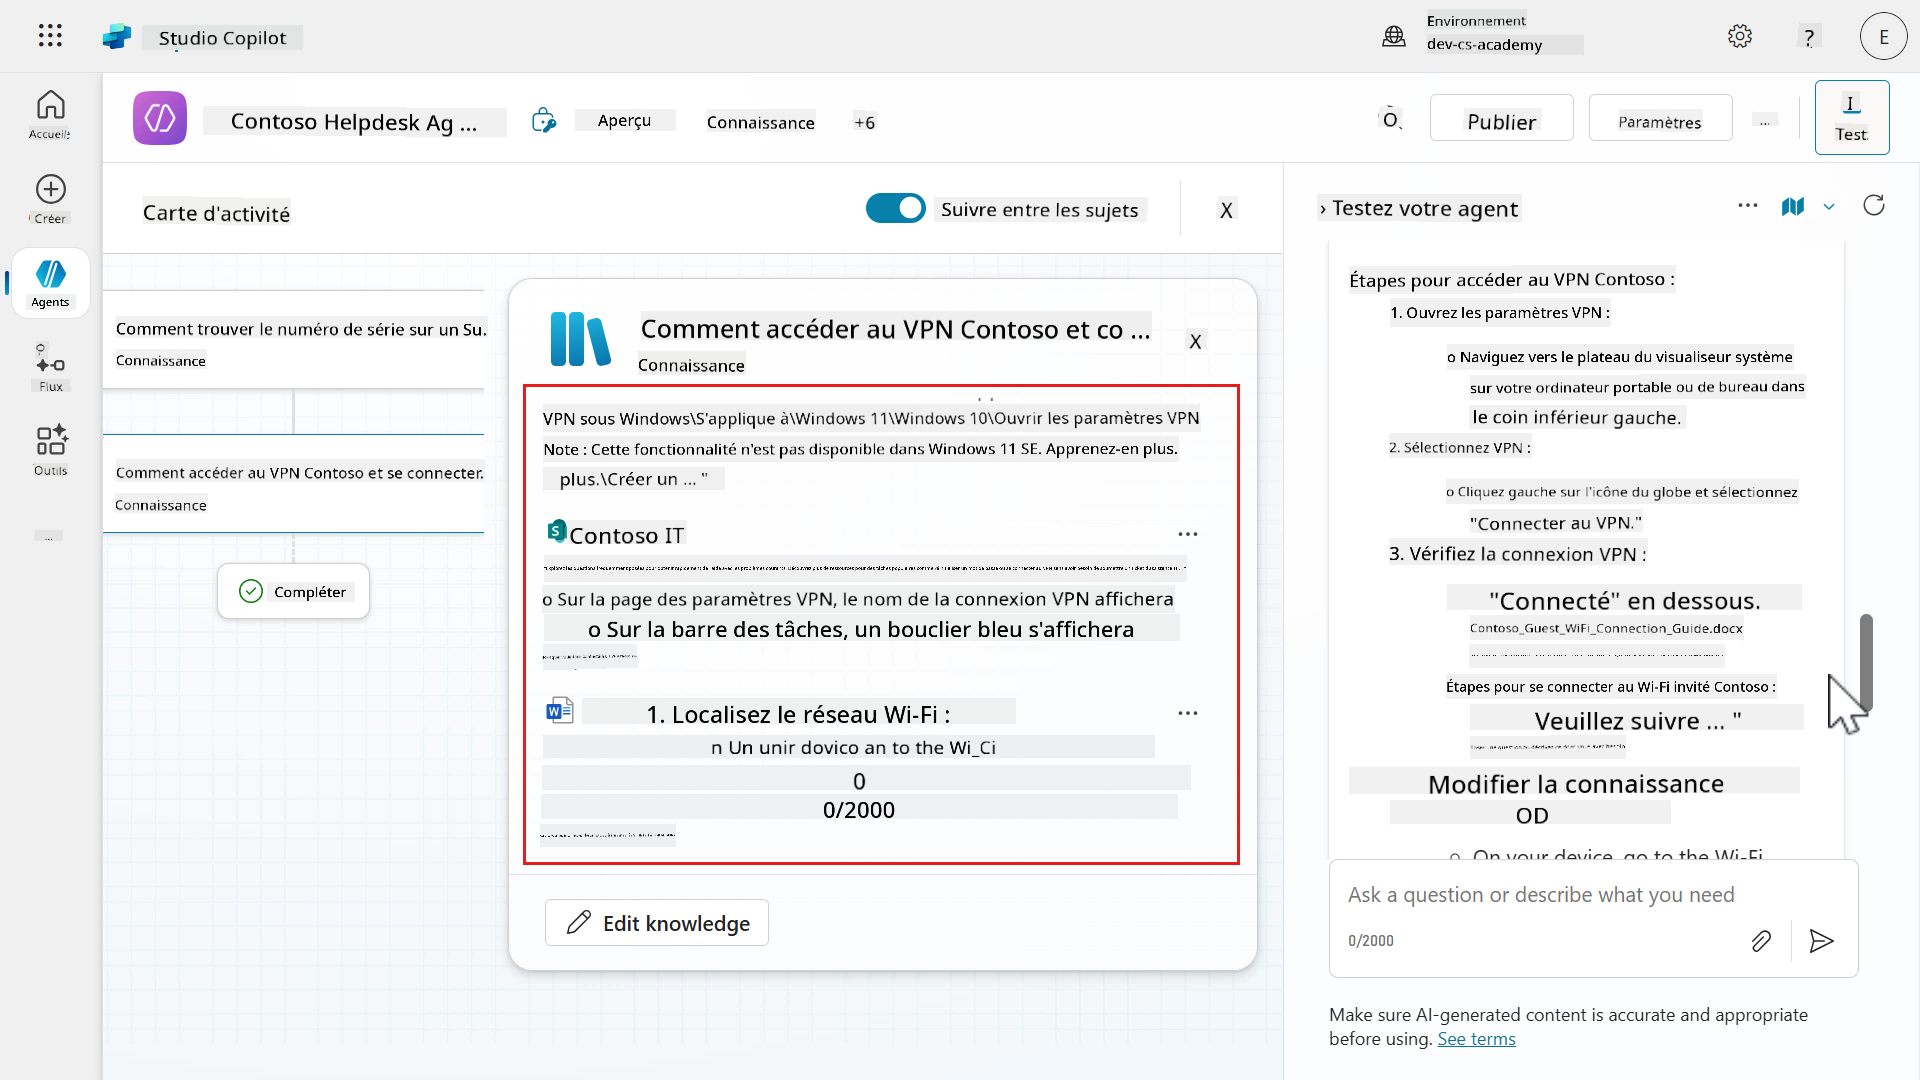 Studio Copilot
Environnement
dev-cs-academy
?
E
Accueil
Créer
Agents
Flux
Outils
...
Contoso Helpdesk Ag ...
Aperçu
Connaissance
+6
Publier
Paramètres
...
Test
Carte d'activité
Suivre entre les sujets
X
Comment trouver le numéro de série sur un Su.
Connaissance
Comment accéder au VPN Contoso et se connecter.
Connaissance
Compléter
Comment accéder au VPN Contoso et co ...
Connaissance
X
VPN sous Windows\S'applique à\Windows 11\Windows 10\Ouvrir les paramètres VPN
Note : Cette fonctionnalité n'est pas disponible dans Windows 11 SE. Apprenez-en plus.
plus.\Créer un ... "
Contoso IT
o Sur la page des paramètres VPN, le nom de la connexion VPN affichera
o Sur la barre des tâches, un bouclier bleu s'affichera
1. Localisez le réseau Wi-Fi :
n Un unir dovico an to the Wi_Ci
0
0/2000
Edit knowledge
› Testez votre agent
Étapes pour accéder au VPN Contoso :
1. Ouvrez les paramètres VPN :
o Naviguez vers le plateau du visualiseur système
sur votre ordinateur portable ou de bureau dans
le coin inférieur gauche.
2. Sélectionnez VPN :
o Cliquez gauche sur l'icône du globe et sélectionnez
"Connecter au VPN."
3. Vérifiez la connexion VPN :
"Connecté" en dessous.
Contoso_Guest_WiFi_Connection_Guide.docx
Étapes pour se connecter au Wi-Fi invité Contoso :
Veuillez suivre ... "
Modifier la connaissance
OD
o On your device, go to the Wi-Fi
Ask a question or describe what you need
0/2000
Make sure AI-generated content is accurate and appropriate
before using. See terms